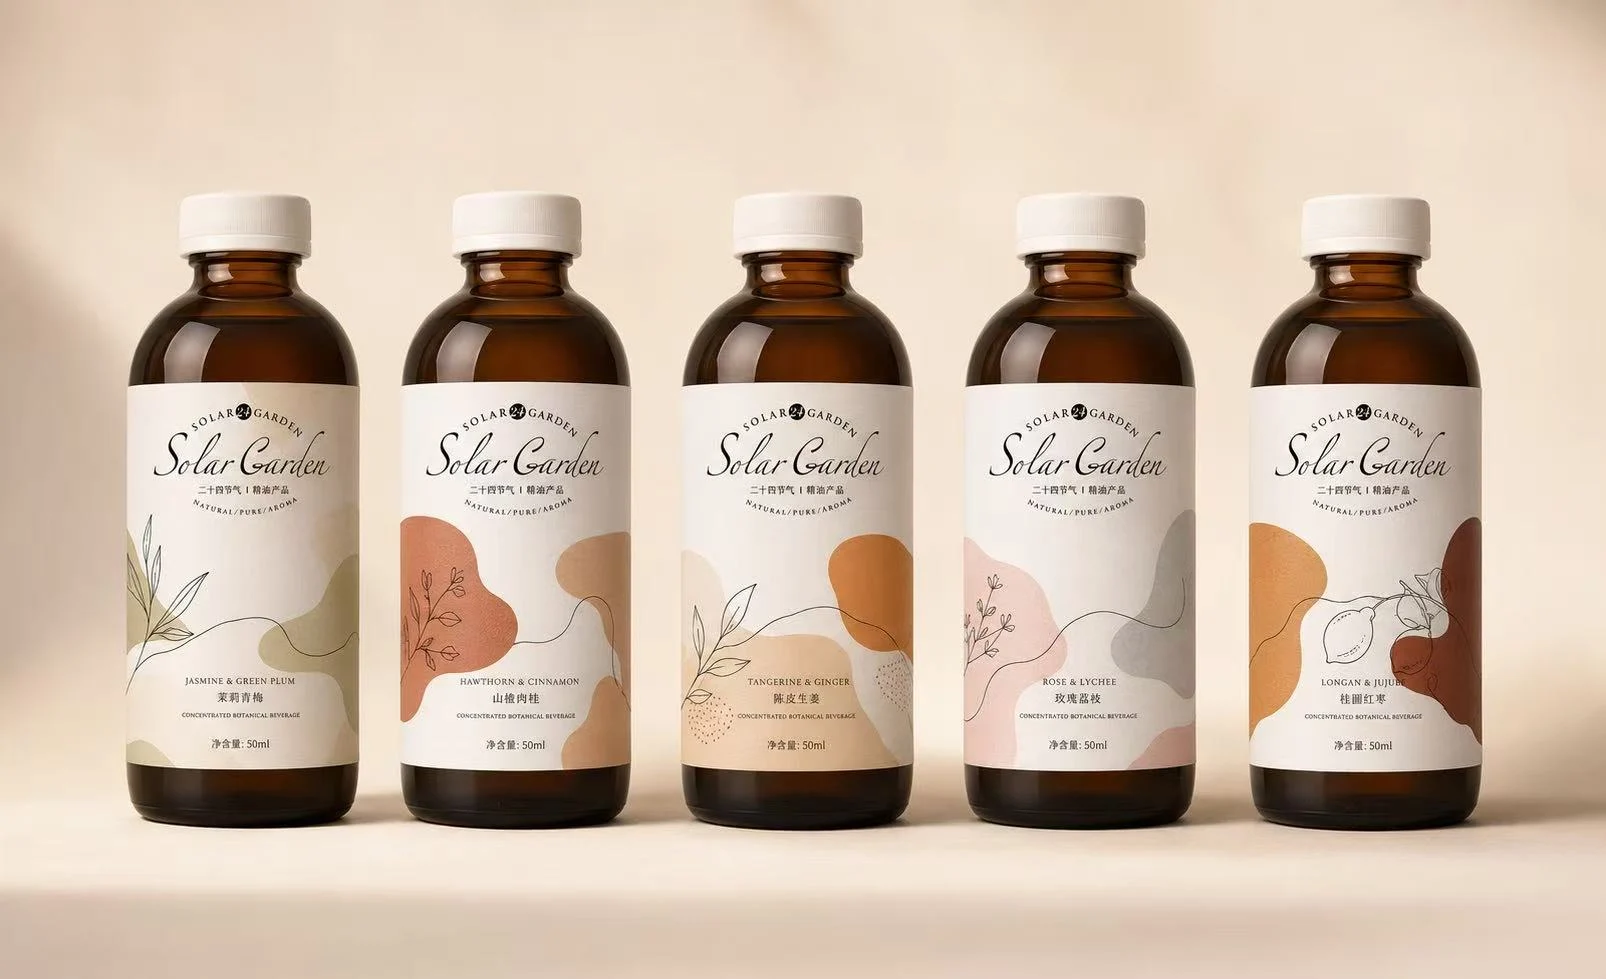 SOLAR 24 GARDEN
Solar Garden
二十四节气 | 精油产品
NATURAL/PURE/AROMA
JASMINE & GREEN PLUM
茉莉青梅
CONCENTRATED BOTANICAL BEVERAGE
净含量: 50ml
SOLAR 24 GARDEN
Solar Garden
二十四节气 | 精油产品
NATURAL/PURE/AROMA
HAWTHORN & CINNAMON
山楂肉桂
CONCENTRATED BOTANICAL BEVERAGE
净含量: 50ml
SOLAR 24 GARDEN
Solar Garden
二十四节气 | 精油产品
NATURAL/PURE/AROMA
TANGERINE & GINGER
陈皮生姜
CONCENTRATED BOTANICAL BEVERAGE
净含量: 50ml
SOLAR 24 GARDEN
Solar Garden
二十四节气 | 精油产品
NATURAL/PURE/AROMA
ROSE & LYCHEE
玫瑰荔枝
CONCENTRATED BOTANICAL BEVERAGE
净含量: 50ml
SOLAR 24 GARDEN
Solar Garden
二十四节气 | 精油产品
NATURAL/PURE/AROMA
LONGAN & JUJUBE
桂圆红枣
CONCENTRATED BOTANICAL BEVERAGE
净含量: 50ml